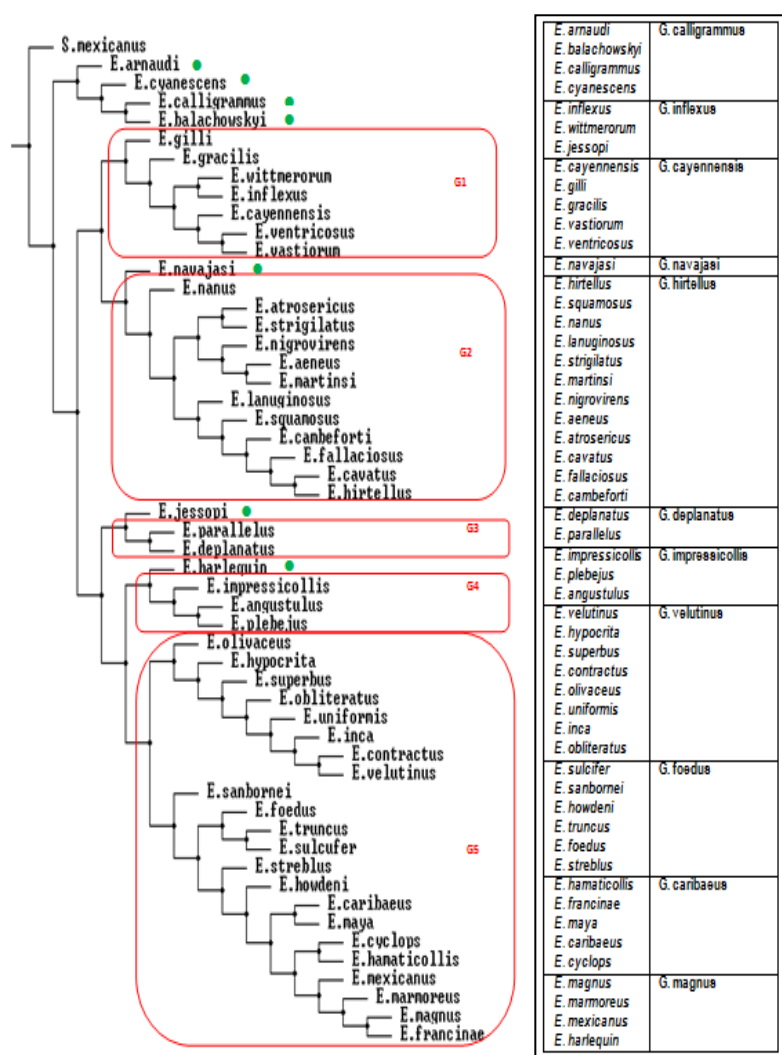 S.mexicanus
E.arnaudi
E.cyanescens
E.calligrammus
E.balachowskyi
E.gilli
E.gracilis
E.wittmerorum
G1
E.inflexus
E.cayennensis
E.ventricosus
E.vastiorum
E.navajasi
E.nanus
E.atrosericus
E.strigilatus
E.nigrovirens
G2
E.aeneus
E.martinsi
E.lanuginosus
E.squamosus
E.cambeforti
E.fallaciosus
E.cavatus
E.hirtellus
E.jessopi
G3
E.parallelus
E.deplanatus
E.harlequin
G4
E.impressicollis
E.angustulus
E.plebejus
E.olivaceus
E.hypocrita
E.superbus
E.obliteratus
E.uniformis
E.inca
E.contractus
E.velutinus
E.sanbornei
E.foedus
E.truncus
E.sulcufer
G5
E.streblus
E.howdeni
E.caribaeus
E.maya
E.cyclops
E.hamaticollis
E.mexicanus
E.marmoreus
E.magnus
E.francinae
E. arnaudi G. calligrammus
E. balachowskyi
E. calligrammus
E. cyanescens
E. inflexus G. inflexus
E. wittmerorum
E. jessopi
E. cayennensis G. cayennensis
E. gilli
E. gracilis
E. vastiorum
E. ventricosus
E. navajasi G. navajasi
E. hirtellus G. hirtellus
E. squamosus
E. nanus
E. lanuginosus
E. strigilatus
E. martinsi
E. nigrovirens
E. aeneus
E. atrosericus
E. cavatus
E. fallaciosus
E. cambeforti
E. deplanatus G. deplanatus
E. parallelus
E. impressicollis G. impressicollis
E. plebejus
E. angustulus
E. velutinus G. velutinus
E. hypocrita
E. superbus
E. contractus
E. olivaceus
E. uniformis
E. inca
E. obliteratus
E. sulcifer G. foedus
E. sanbornei
E. howdeni
E. truncus
E. foedus
E. streblus
E. hamaticollis G. caribaeus
E. francinae
E. maya
E. caribaeus
E. cyclops
E. magnus G. magnus
E. marmoreus
E. mexicanus
E. harlequin